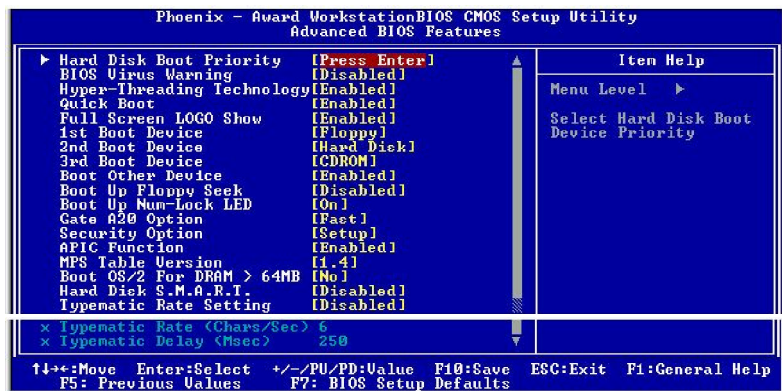 Phoenix - Award WorkstationBIOS CMOS Setup Utility
Advanced BIOS Features
▶ Hard Disk Boot Priority [Press Enter]
BIOS Virus Warning [Disabled]
Hyper-Threading Technology[Enabled]
Quick Boot [Enabled]
Full Screen LOGO Show [Enabled]
1st Boot Device [Floppy]
2nd Boot Device [Hard Disk]
3rd Boot Device [CDROM]
Boot Other Device [Enabled]
Boot Up Floppy Seek [Disabled]
Boot Up Num-Lock LED [On]
Gate A20 Option [Fast]
Security Option [Setup]
APIC Function [Enabled]
MPS Table Version [1.4]
Boot OS/2 For DRAM > 64MB [No]
Hard Disk S.M.A.R.T. [Disabled]
Typematic Rate Setting [Disabled]
x Typematic Rate (Chars/Sec) 6
x Typematic Delay (Msec) 250
Item Help
Menu Level ▶
Select Hard Disk Boot
Device Priority
↑↓→←:Move Enter:Select +/-/PU/PD:Value F10:Save ESC:Exit F1:General Help
F5: Previous Values F7: BIOS Setup Defaults